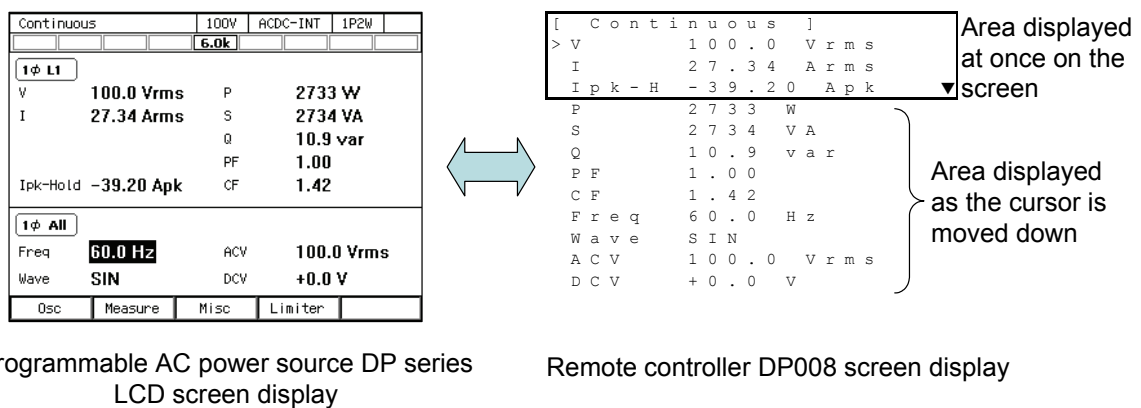 Continuous 100V ACDC-INT 1P2W
6.0k
1φ L1
V 100.0 Vrms P 2733 W
I 27.34 Arms S 2734 VA
Q 10.9 var
PF 1.00
Ipk-Hold -39.20 Apk CF 1.42
1φ All
Freq 60.0 Hz ACV 100.0 Vrms
Wave SIN DCV +0.0 V
Osc Measure Misc Limiter
rogrammable AC power source DP series
LCD screen display
[ Continuous ]
> V 100.0 Vrms
I 27.34 Arms
Ipk-H -39.20 Apk ▼
P 2733 W
S 2734 VA
Q 10.9 var
PF 1.00
CF 1.42
Freq 60.0 Hz
Wave SIN
ACV 100.0 Vrms
DCV +0.0 V
Area displayed
at once on the
screen
Area displayed
as the cursor is
moved down
Remote controller DP008 screen display